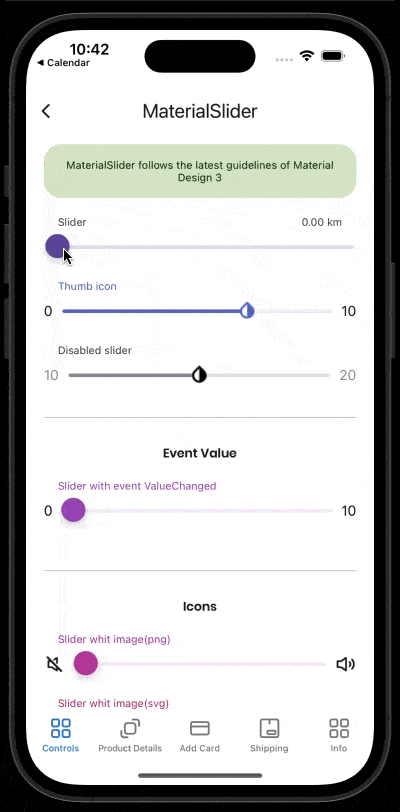 10:42
◀ Calendar
MaterialSlider
MaterialSlider follows the latest guidelines of Material
Design 3
Slider 0.00 km
Thumb icon
0 10
Disabled slider
10 20
Event Value
Slider with event ValueChanged
0 10
Icons
Slider whit image(png)
Slider whit image(svg)
Controls Product Details Add Card Shipping Info